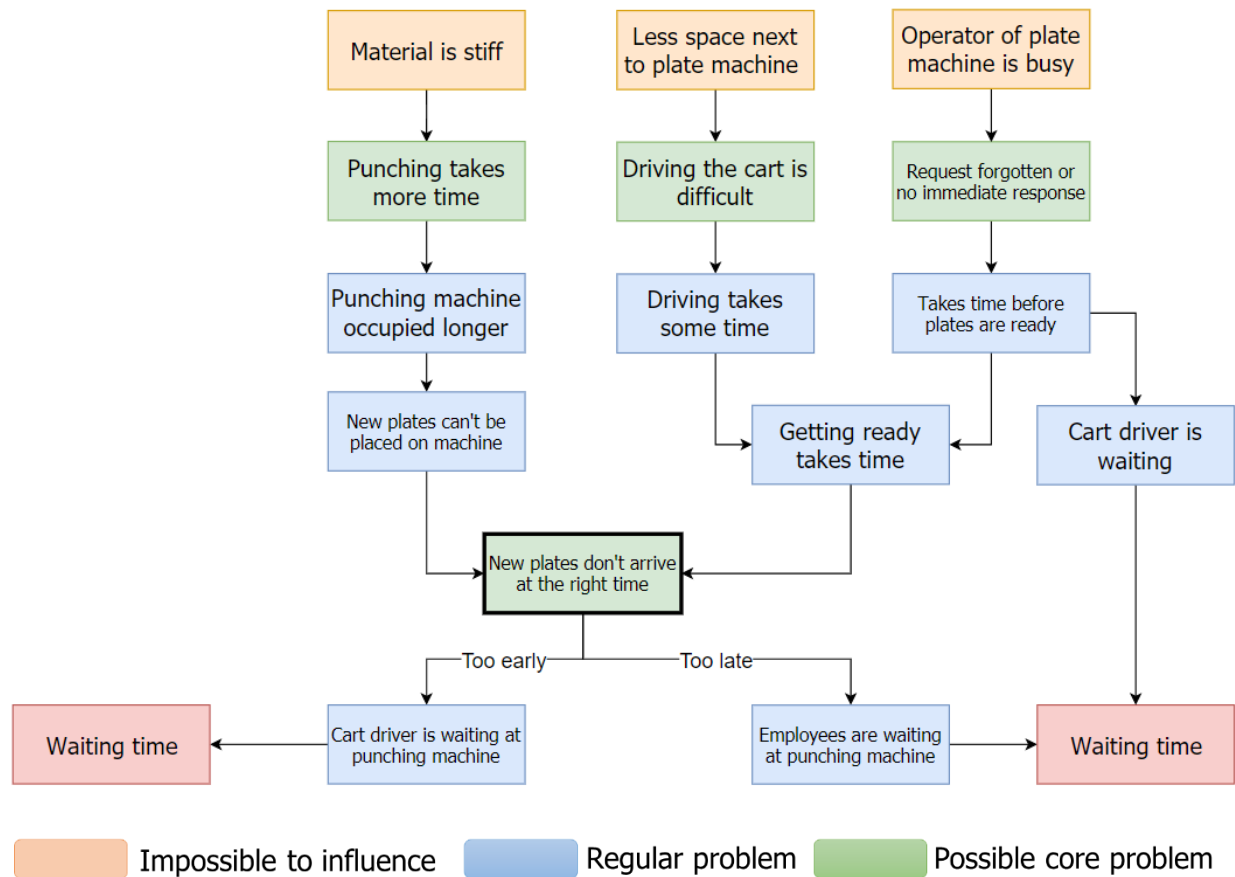 Material is stiff
Less space next
to plate machine
Operator of plate
machine is busy
Punching takes
more time
Driving the cart is
difficult
Request forgotten or
no immediate response
Punching machine
occupied longer
Driving takes
some time
Takes time before
plates are ready
New plates can't be
placed on machine
Getting ready
takes time
Cart driver is
waiting
New plates don't arrive
at the right time
Too early
Too late
Waiting time
Cart driver is waiting at
punching machine
Employees are waiting
at punching machine
Waiting time
Impossible to influence
Regular problem
Possible core problem